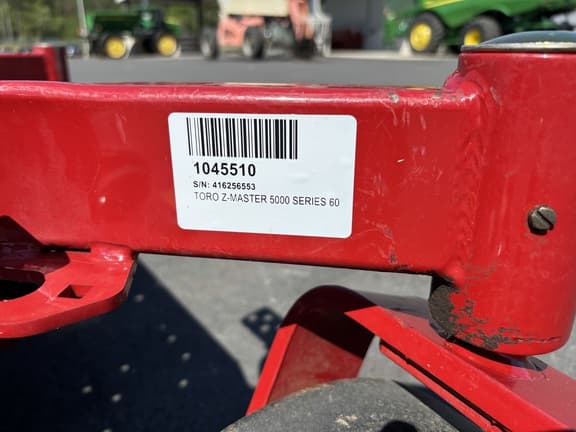 1045510
S/N: 416256553
TORO Z-MASTER 5000 SERIES 60